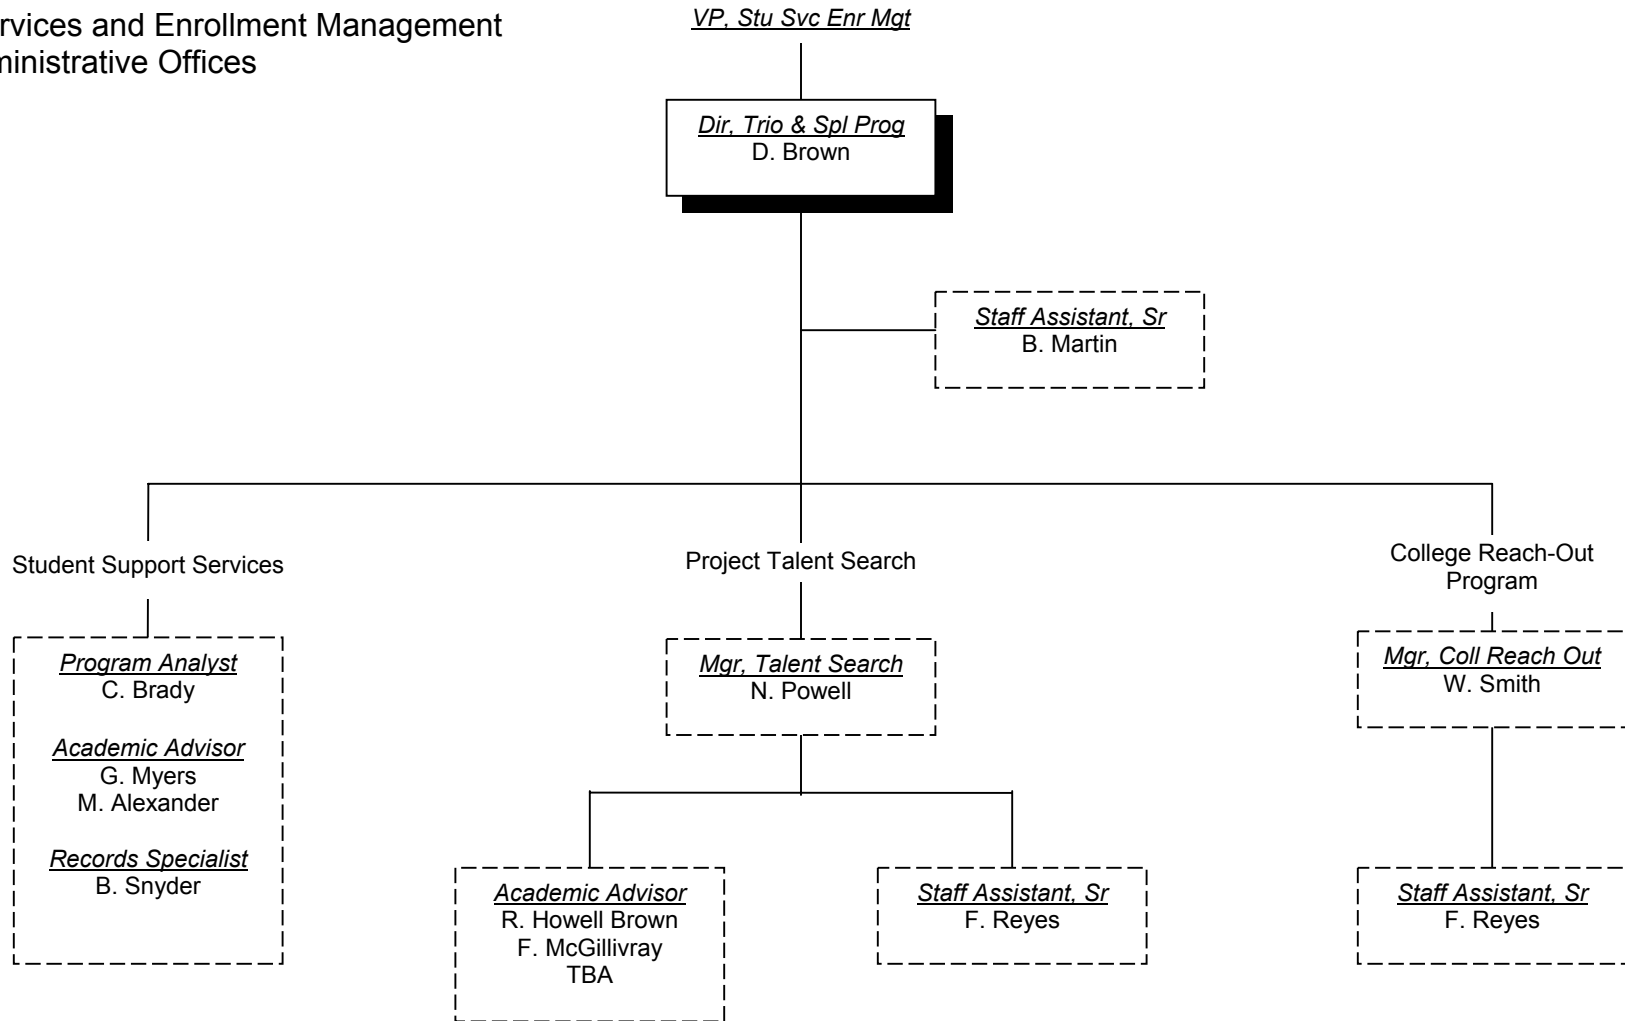 rvices and Enrollment Management
ministrative Offices
VP, Stu Svc Enr Mgt
Dir, Trio & Spl Prog
D. Brown
Staff Assistant, Sr
B. Martin
Student Support Services
Project Talent Search
College Reach-Out
Program
Program Analyst
C. Brady
Academic Advisor
G. Myers
M. Alexander
Records Specialist
B. Snyder
Mgr, Talent Search
N. Powell
Mgr, Coll Reach Out
W. Smith
Academic Advisor
R. Howell Brown
F. McGillivray
TBA
Staff Assistant, Sr
F. Reyes
Staff Assistant, Sr
F. Reyes